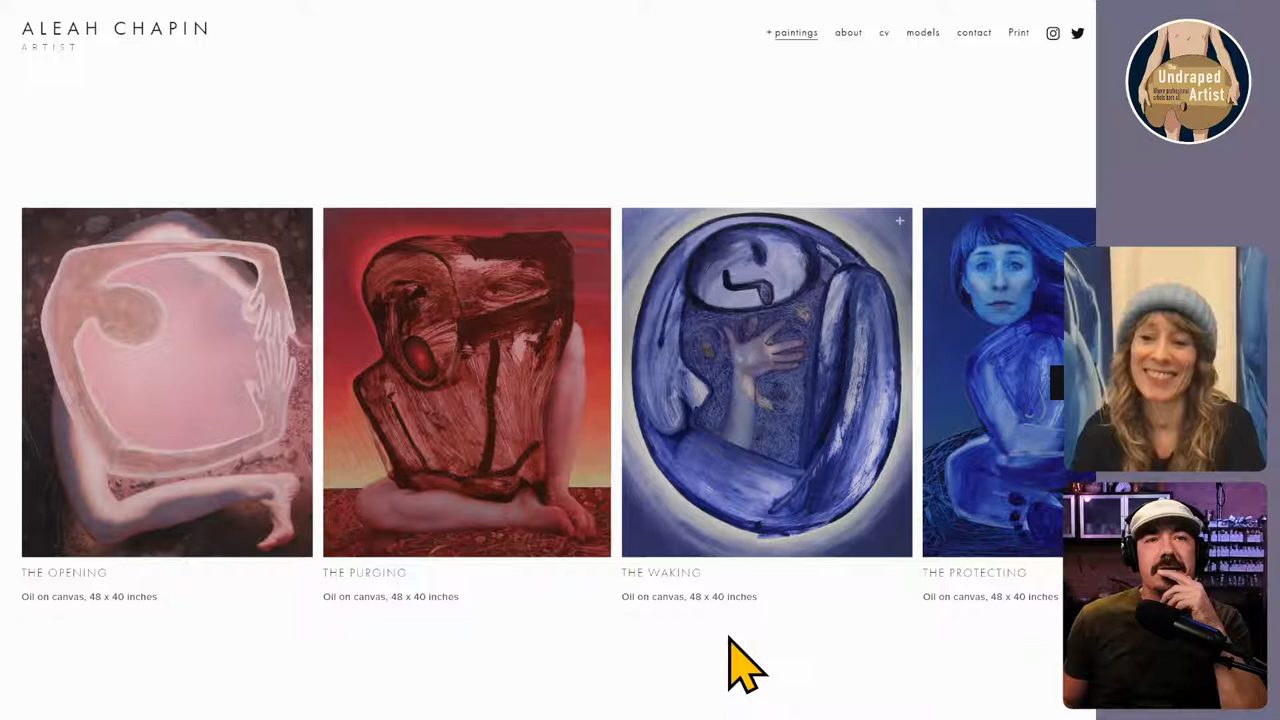 ALEAH CHAPIN
ARTIST
+ paintings about cv models contact Print
The
Undraped
Artist
THE OPENING
Oil on canvas, 48 x 40 inches
THE PURGING
Oil on canvas, 48 x 40 inches
THE WAKING
Oil on canvas, 48 x 40 inches
THE PROTECTING
Oil on canvas, 48 x 40 inches